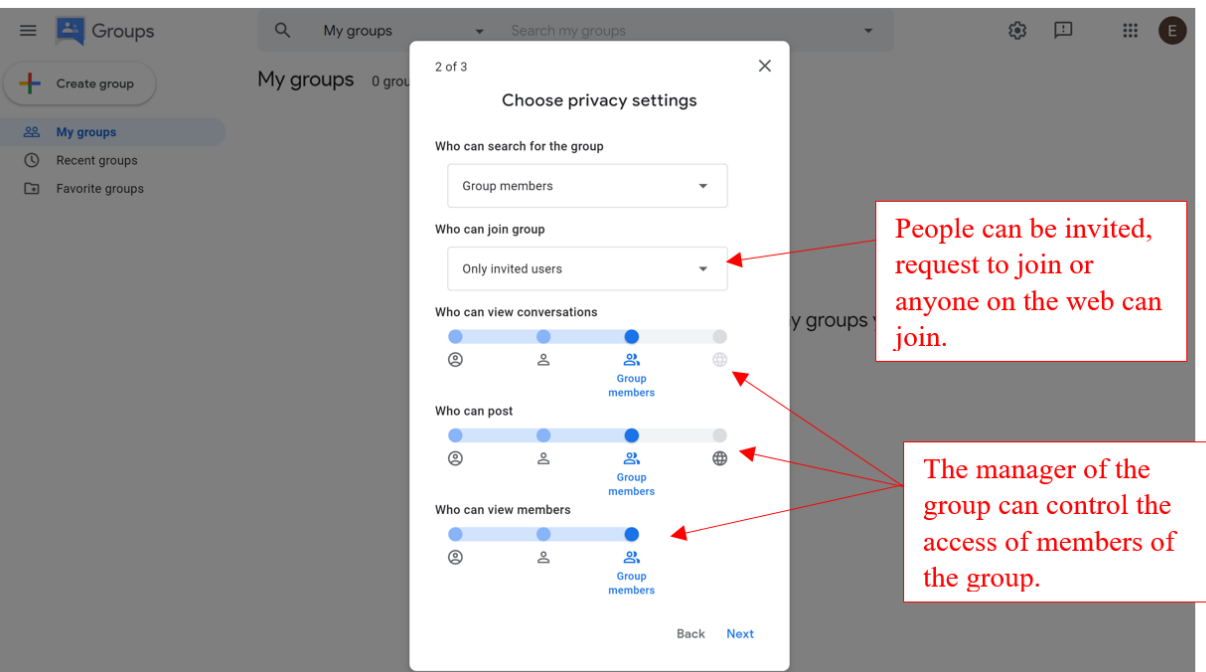 Groups
My groups
Search my groups
E
Create group
My groups
Recent groups
Favorite groups
My groups 0 grou
2 of 3
Choose privacy settings
Who can search for the group
Group members
Who can join group
Only invited users
Who can view conversations
Group
members
Who can post
Group
members
Who can view members
Group
members
Back Next
y groups
People can be invited,
request to join or
anyone on the web can
join.
The manager of the
group can control the
access of members of
the group.